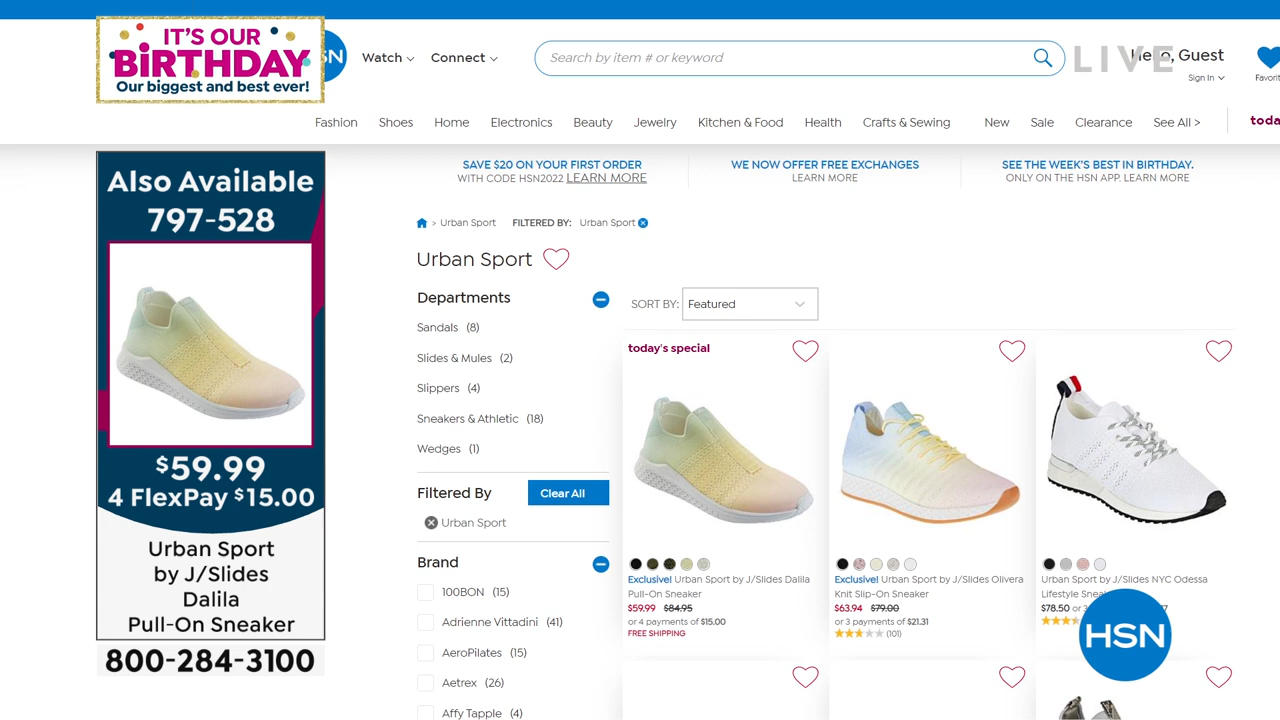 IT'S OUR
BiRTHDAY
Our biggest and best ever!
SN
Watch
Connect
Search by item # or keyword
LIVE
Guest
Sign In
Fashion
Shoes
Home
Electronics
Beauty
Jewelry
Kitchen & Food
Health
Crafts & Sewing
New
Sale
Clearance
See All >
Also Available
797-528
$59.99
4 FlexPay $15.00
Urban Sport
by J/Slides
Dalila
Pull-On Sneaker
800-284-3100
SAVE $20 ON YOUR FIRST ORDER
WITH CODE HSN2022 LEARN MORE
WE NOW OFFER FREE EXCHANGES
LEARN MORE
SEE THE WEEK'S BEST IN BIRTHDAY.
ONLY ON THE HSN APP. LEARN MORE
> Urban Sport
FILTERED BY: Urban Sport
Urban Sport
Departments
Sandals (8)
Slides & Mules (2)
Slippers (4)
Sneakers & Athletic (18)
Wedges (1)
Filtered By
Clear All
Urban Sport
Brand
100BON (15)
Adrienne Vittadini (41)
AeroPilates (15)
Aetrex (26)
Affy Tapple (4)
SORT BY: Featured
today's special
Exclusive! Urban Sport by J/Slides Dalila
Pull-On Sneaker
$59.99 $84.95
or 4 payments of $15.00
FREE SHIPPING
Exclusive! Urban Sport by J/Slides Olivera
Knit Slip-On Sneaker
$63.94 $79.00
or 3 payments of $21.31
(101)
Urban Sport by J/Slides NYC Odessa
Lifestyle
$78.50 or
HSN